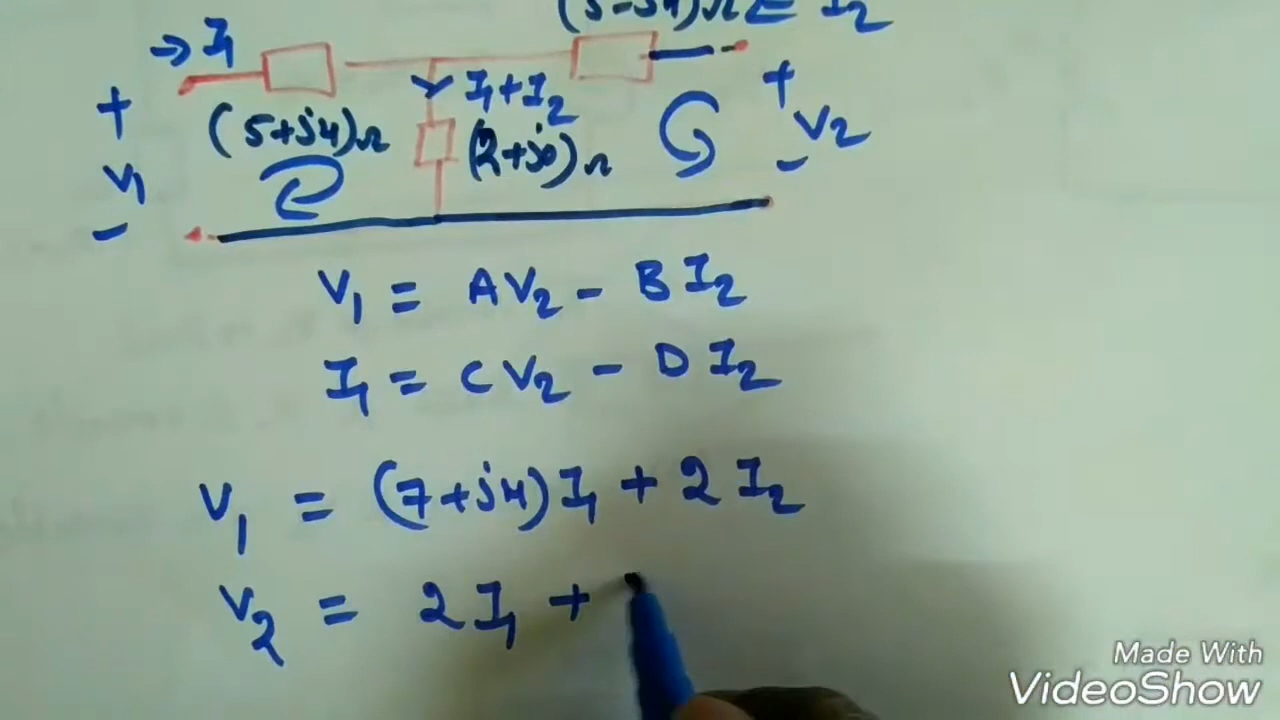 (5-j4)Ω I₂
→ I₁
+ I₁+I₂ +
(5+j4)Ω (2+j0)Ω V₂
V₁ -
-
V₁ = AV₂ - BI₂
I₁ = CV₂ - DI₂
V₁ = (7+j4)I₁ + 2I₂
V₂ = 2I₁ +
Made With
VideoShow